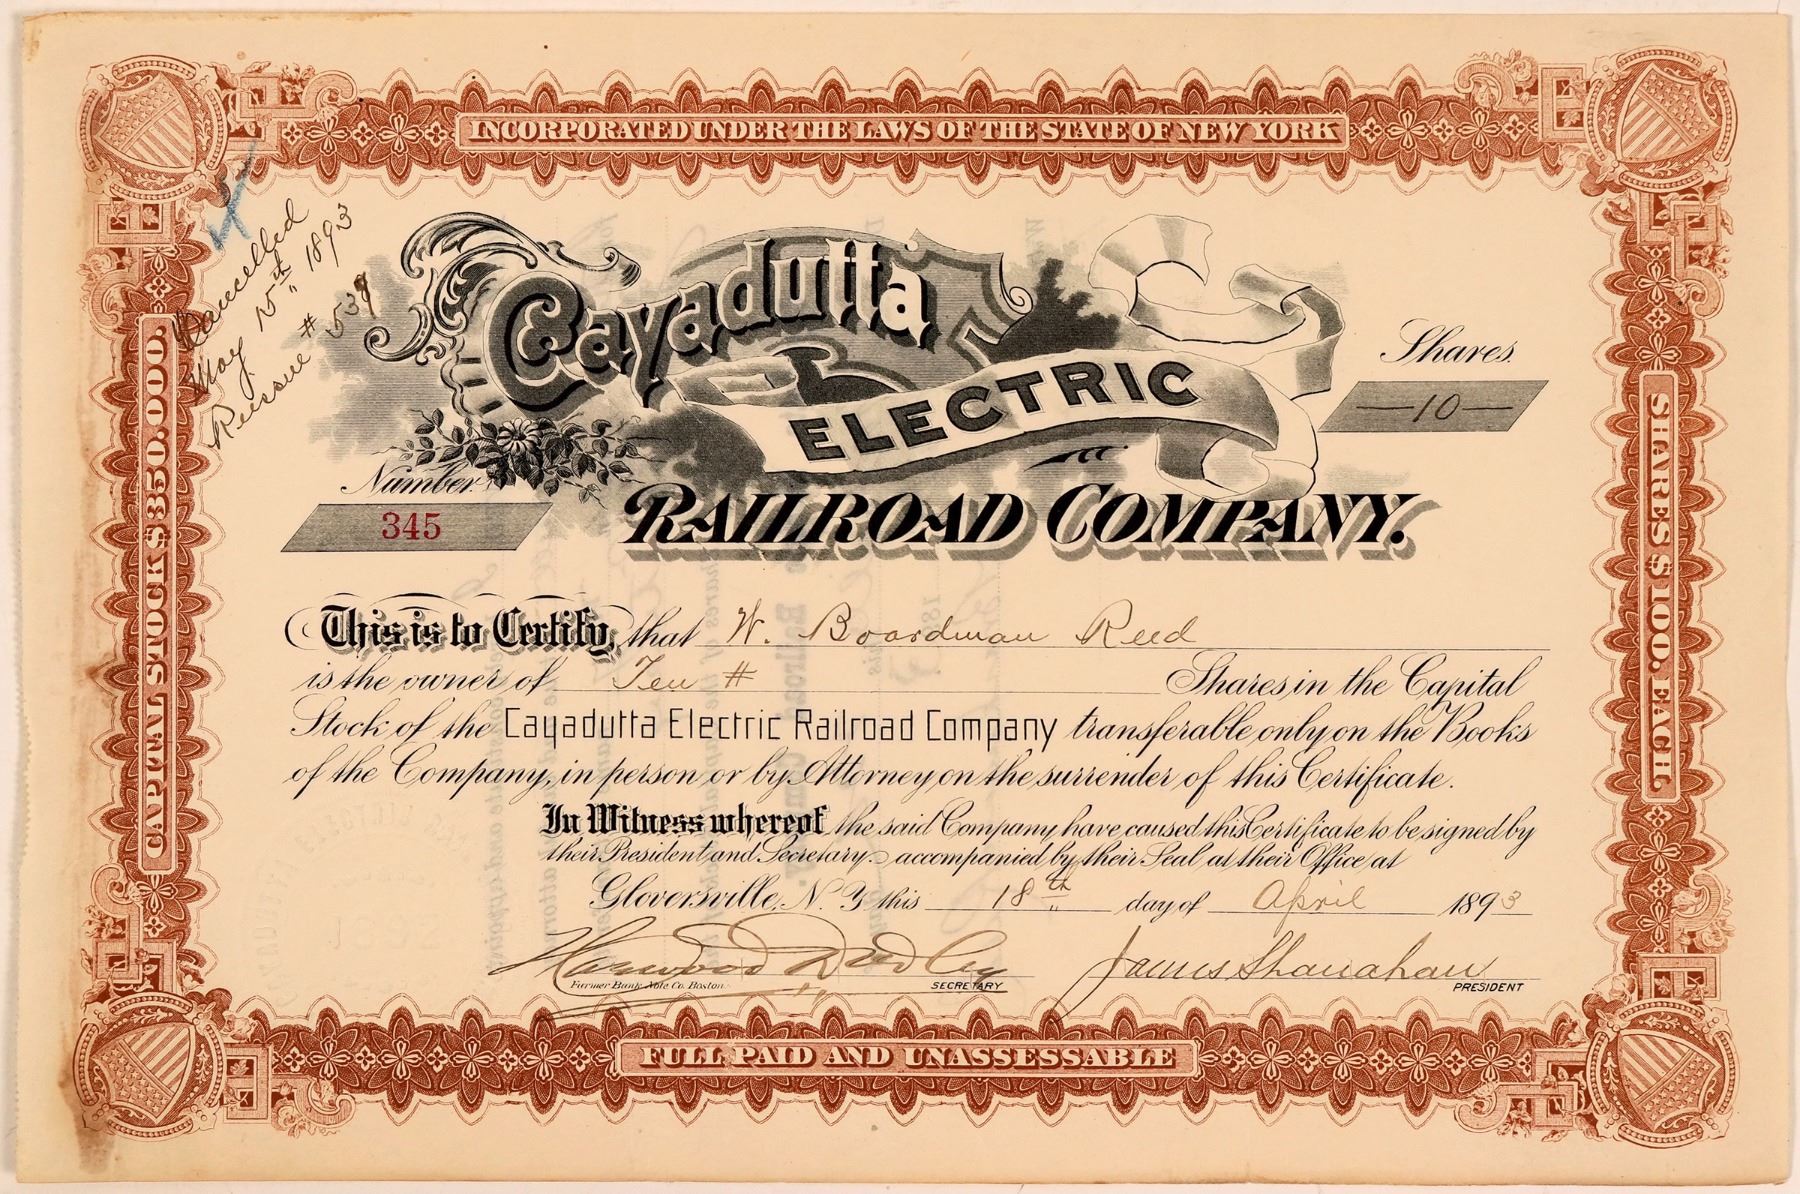 INCORPORATED UNDER THE LAWS OF THE STATE OF NEW YORK
Cancelled
May 15th 1893
Reissue # 539
CAPITAL STOCK $350.000.
SHARES $100. EACH.
Cayadutta
ELECTRIC
RAILROAD COMPANY.
Shares.
—10—
Number
345
This is to Certify, that W. Boardman Reed
is the owner of Ten # Shares in the Capital
Stock of the Cayadutta Electric Railroad Company transferable only on the Books
of the Company, in person or by Attorney on the surrender of this Certificate.
In Witness whereof the said Company have caused this Certificate to be signed by
their President and Secretary accompanied by their Seal at their Office at
Gloversville, N. Y this 18th day of April 1893
Harwood Dudley
James Shanahan
Farmer Bank Note Co. Boston.
SECRETARY
PRESIDENT
FULL PAID AND UNASSESSABLE